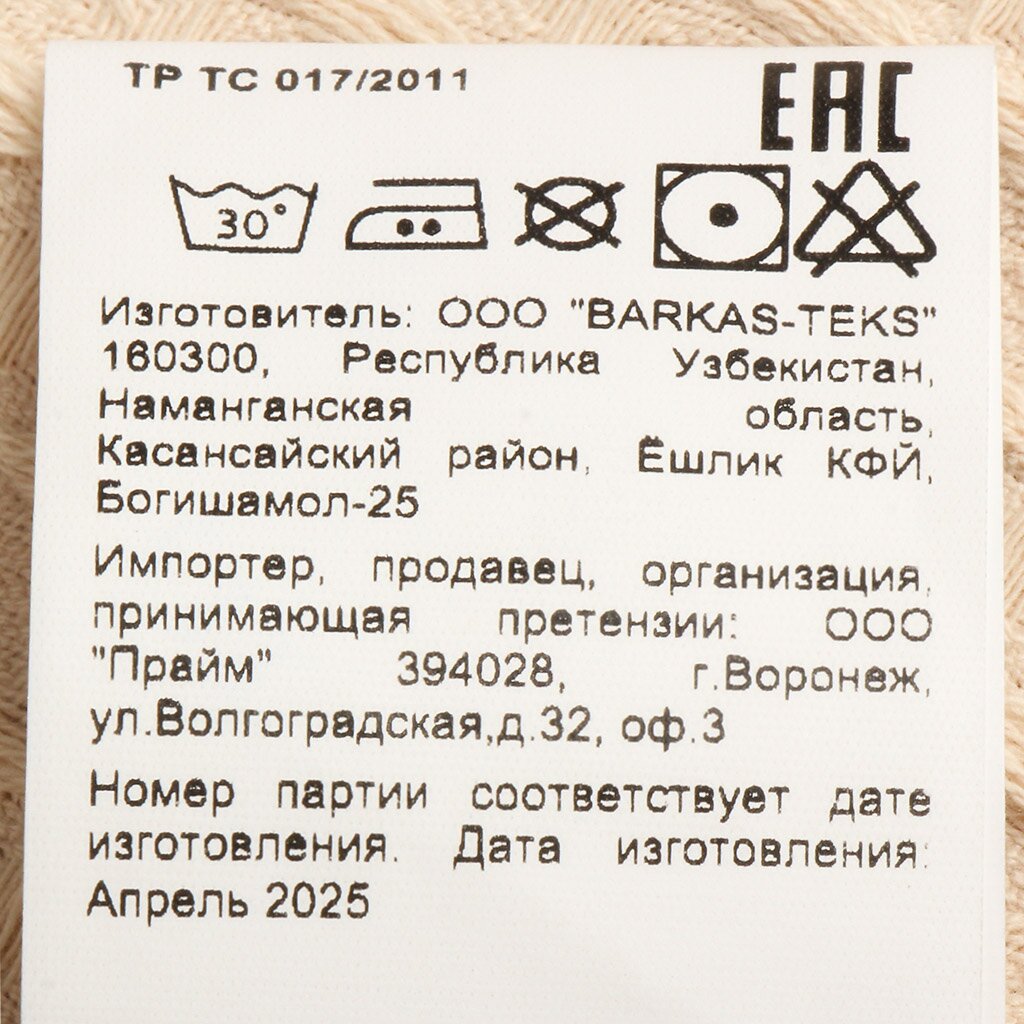 ТР ТС 017/2011
EAC
30°
Изготовитель: ООО "BARKAS-TEKS"
160300, Республика Узбекистан,
Наманганская область,
Касансайский район, Ёшлик КФЙ,
Богишамол-25
Импортер, продавец, организация,
принимающая претензии: ООО
"Прайм" 394028, г.Воронеж,
ул.Волгоградская,д.32, оф.3
Номер партии соответствует дате
изготовления. Дата изготовления:
Апрель 2025